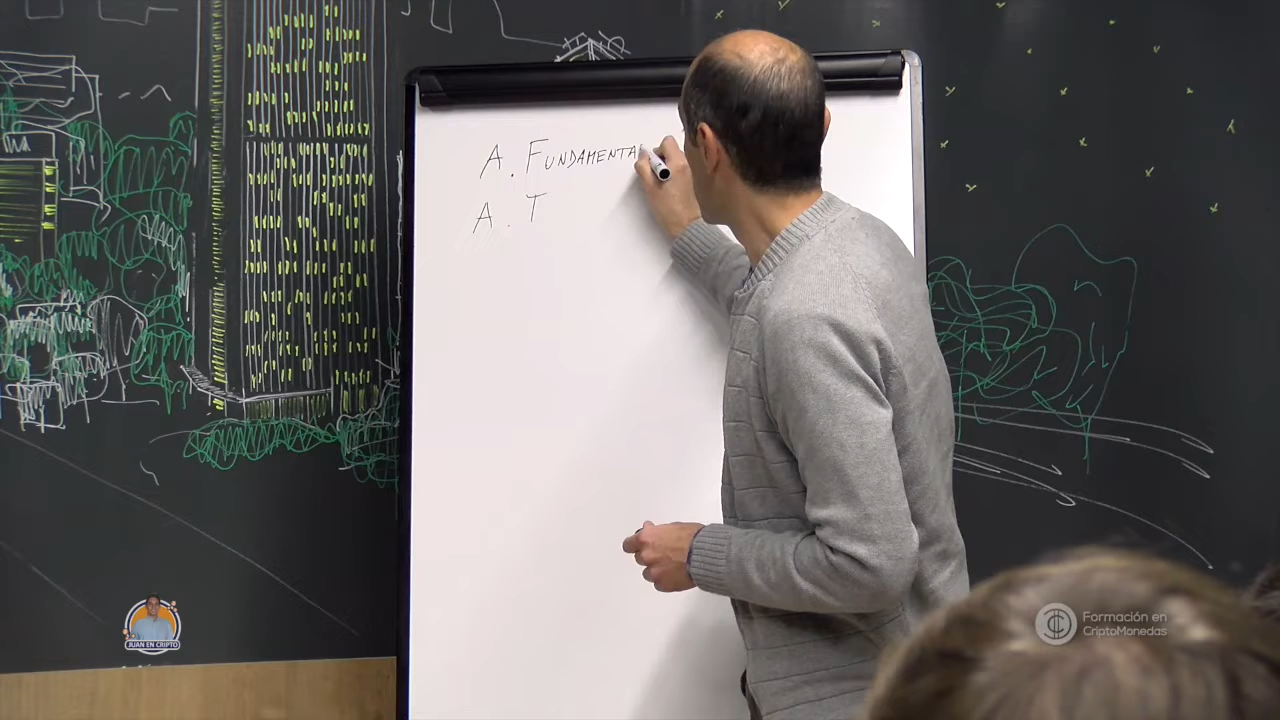 A. FUNDAMENTA
A. T
JUAN EN CRIPTO
Formación en
CriptoMonedas